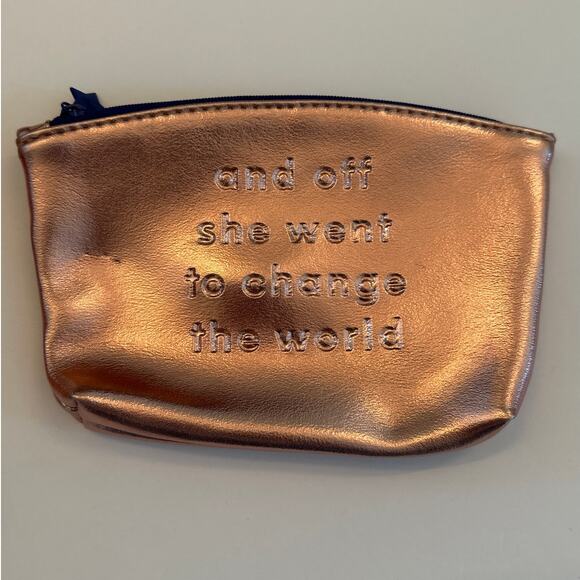 and off
she went
to change
the world